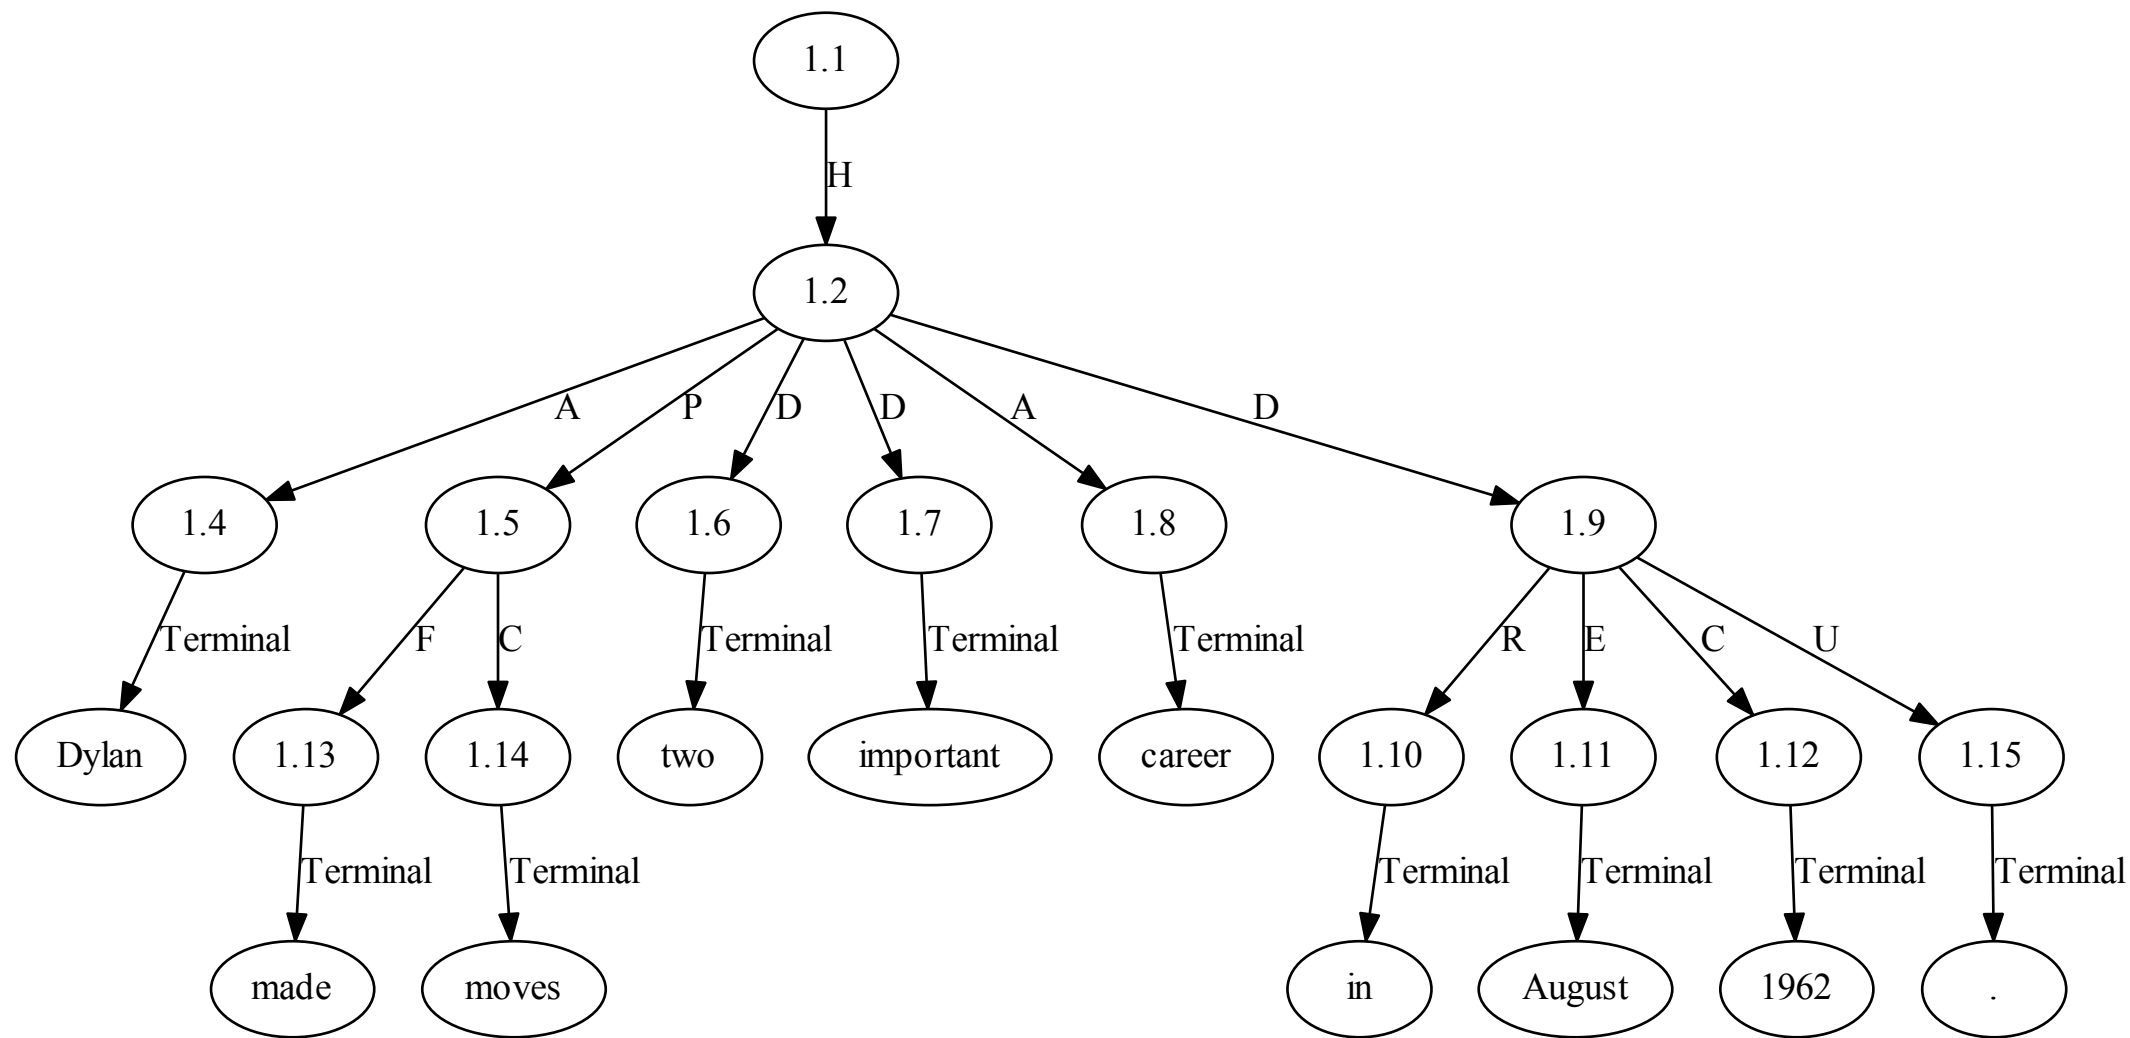 1.1
H
1.2
A P D D A D
1.4 1.5 1.6 1.7 1.8 1.9
Terminal F C Terminal Terminal Terminal R E C U
Dylan 1.13 1.14 two important career 1.10 1.11 1.12 1.15
Terminal Terminal Terminal Terminal Terminal Terminal
made moves in August 1962 .